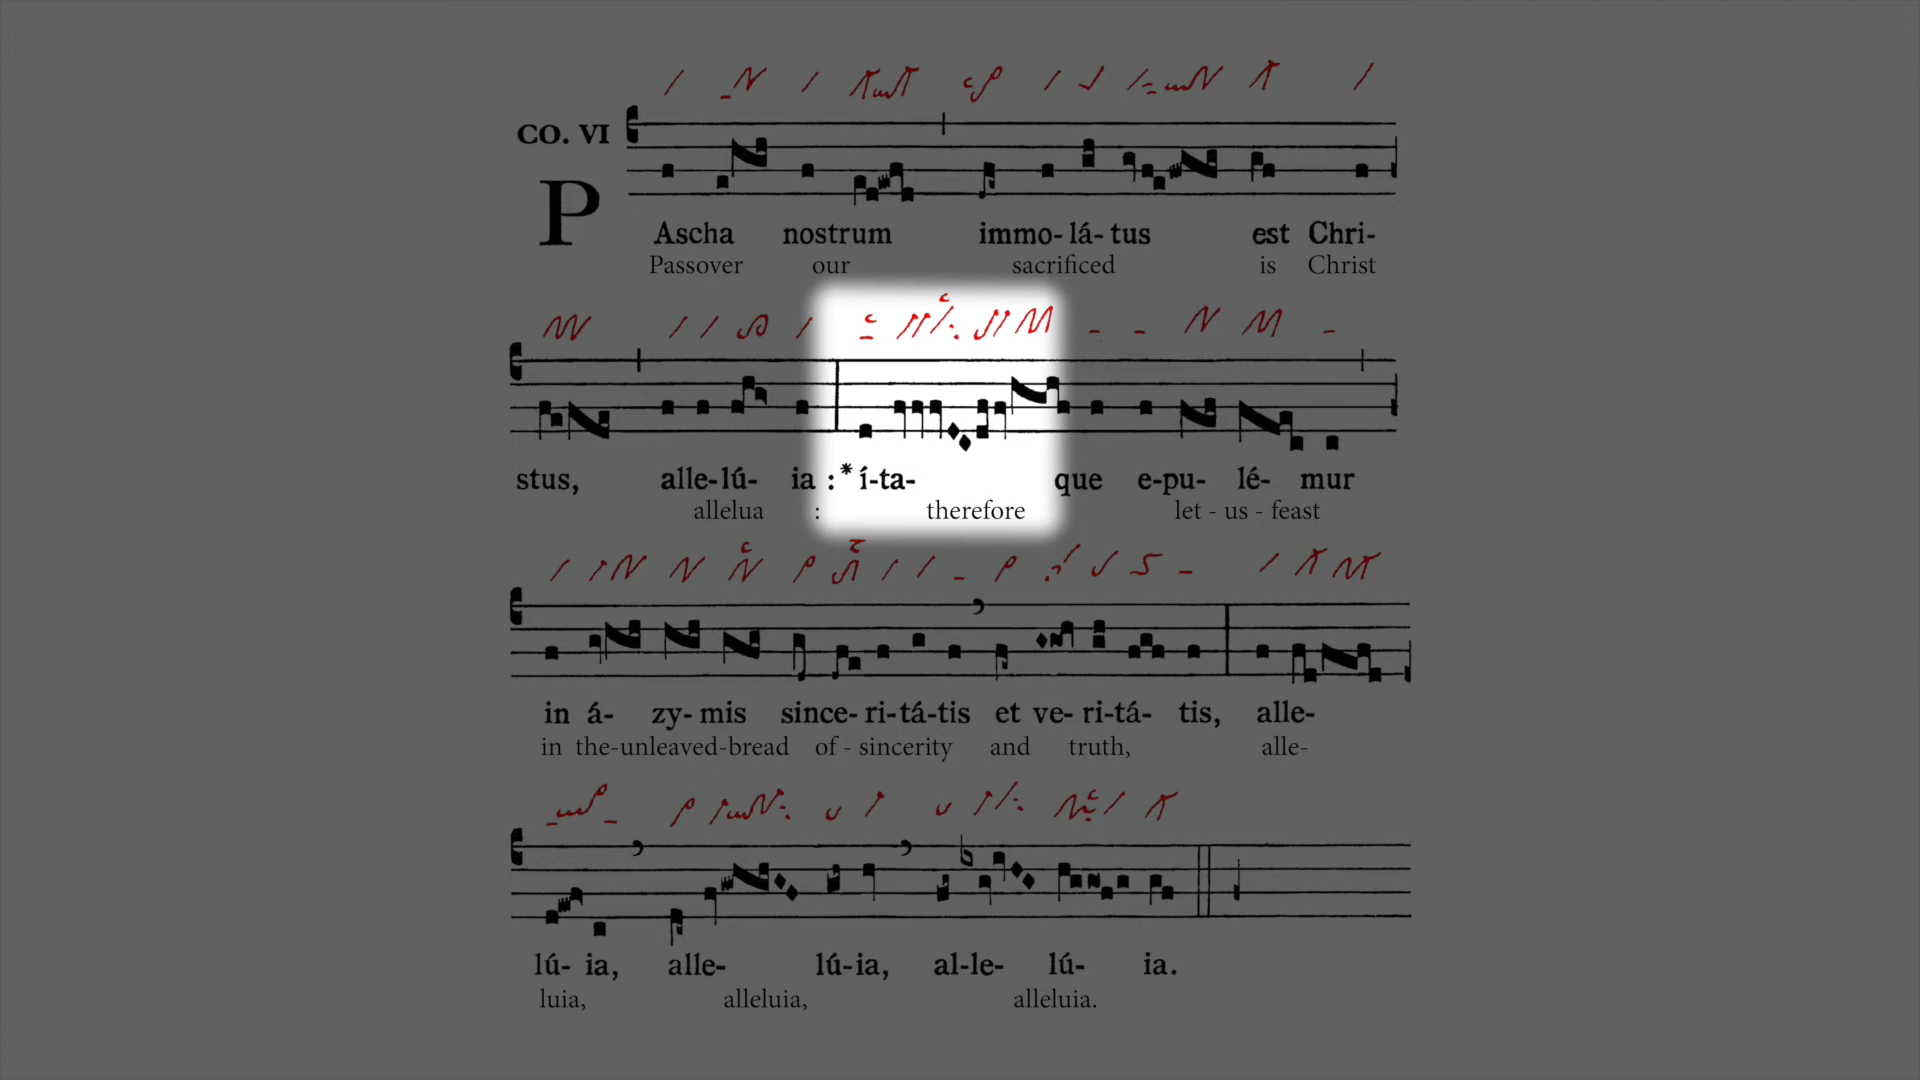 CO. VI
PAscha nostrum immo-lá-tus est Chri-
Passover our sacrificed is Christ
stus, alle-lú- ia :* í-ta- que e-pu-lé-mur
allelua : therefore let - us - feast
in á- zy-mis since-ri-tá-tis et ve-ri-tá- tis, alle-
in the-unleaved-bread of - sincerity and truth, alle-
lú- ia, alle- lú-ia, al-le- lú- ia.
luia, alleluia, alleluia.